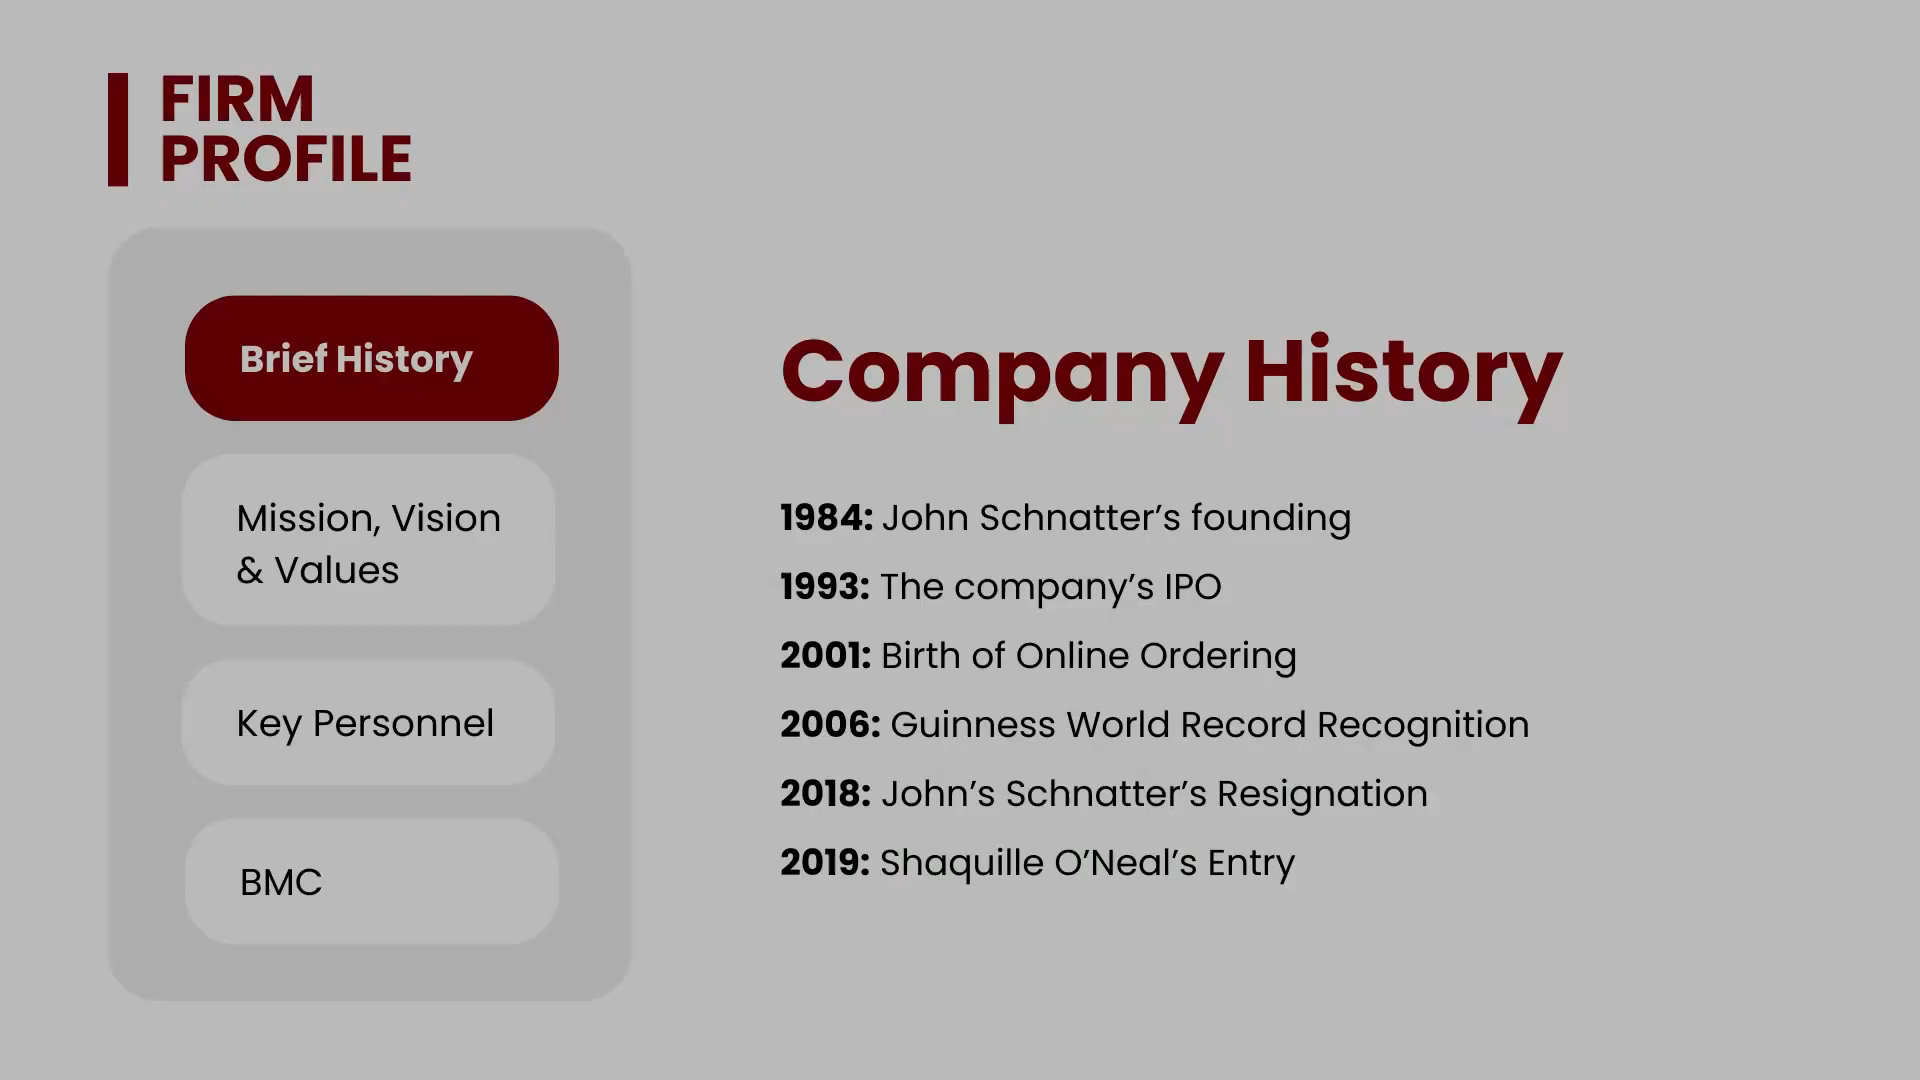 FIRM
PROFILE
Brief History
Mission, Vision
& Values
Key Personnel
BMC
Company History
1984: John Schnatter’s founding
1993: The company’s IPO
2001: Birth of Online Ordering
2006: Guinness World Record Recognition
2018: John’s Schnatter’s Resignation
2019: Shaquille O’Neal’s Entry